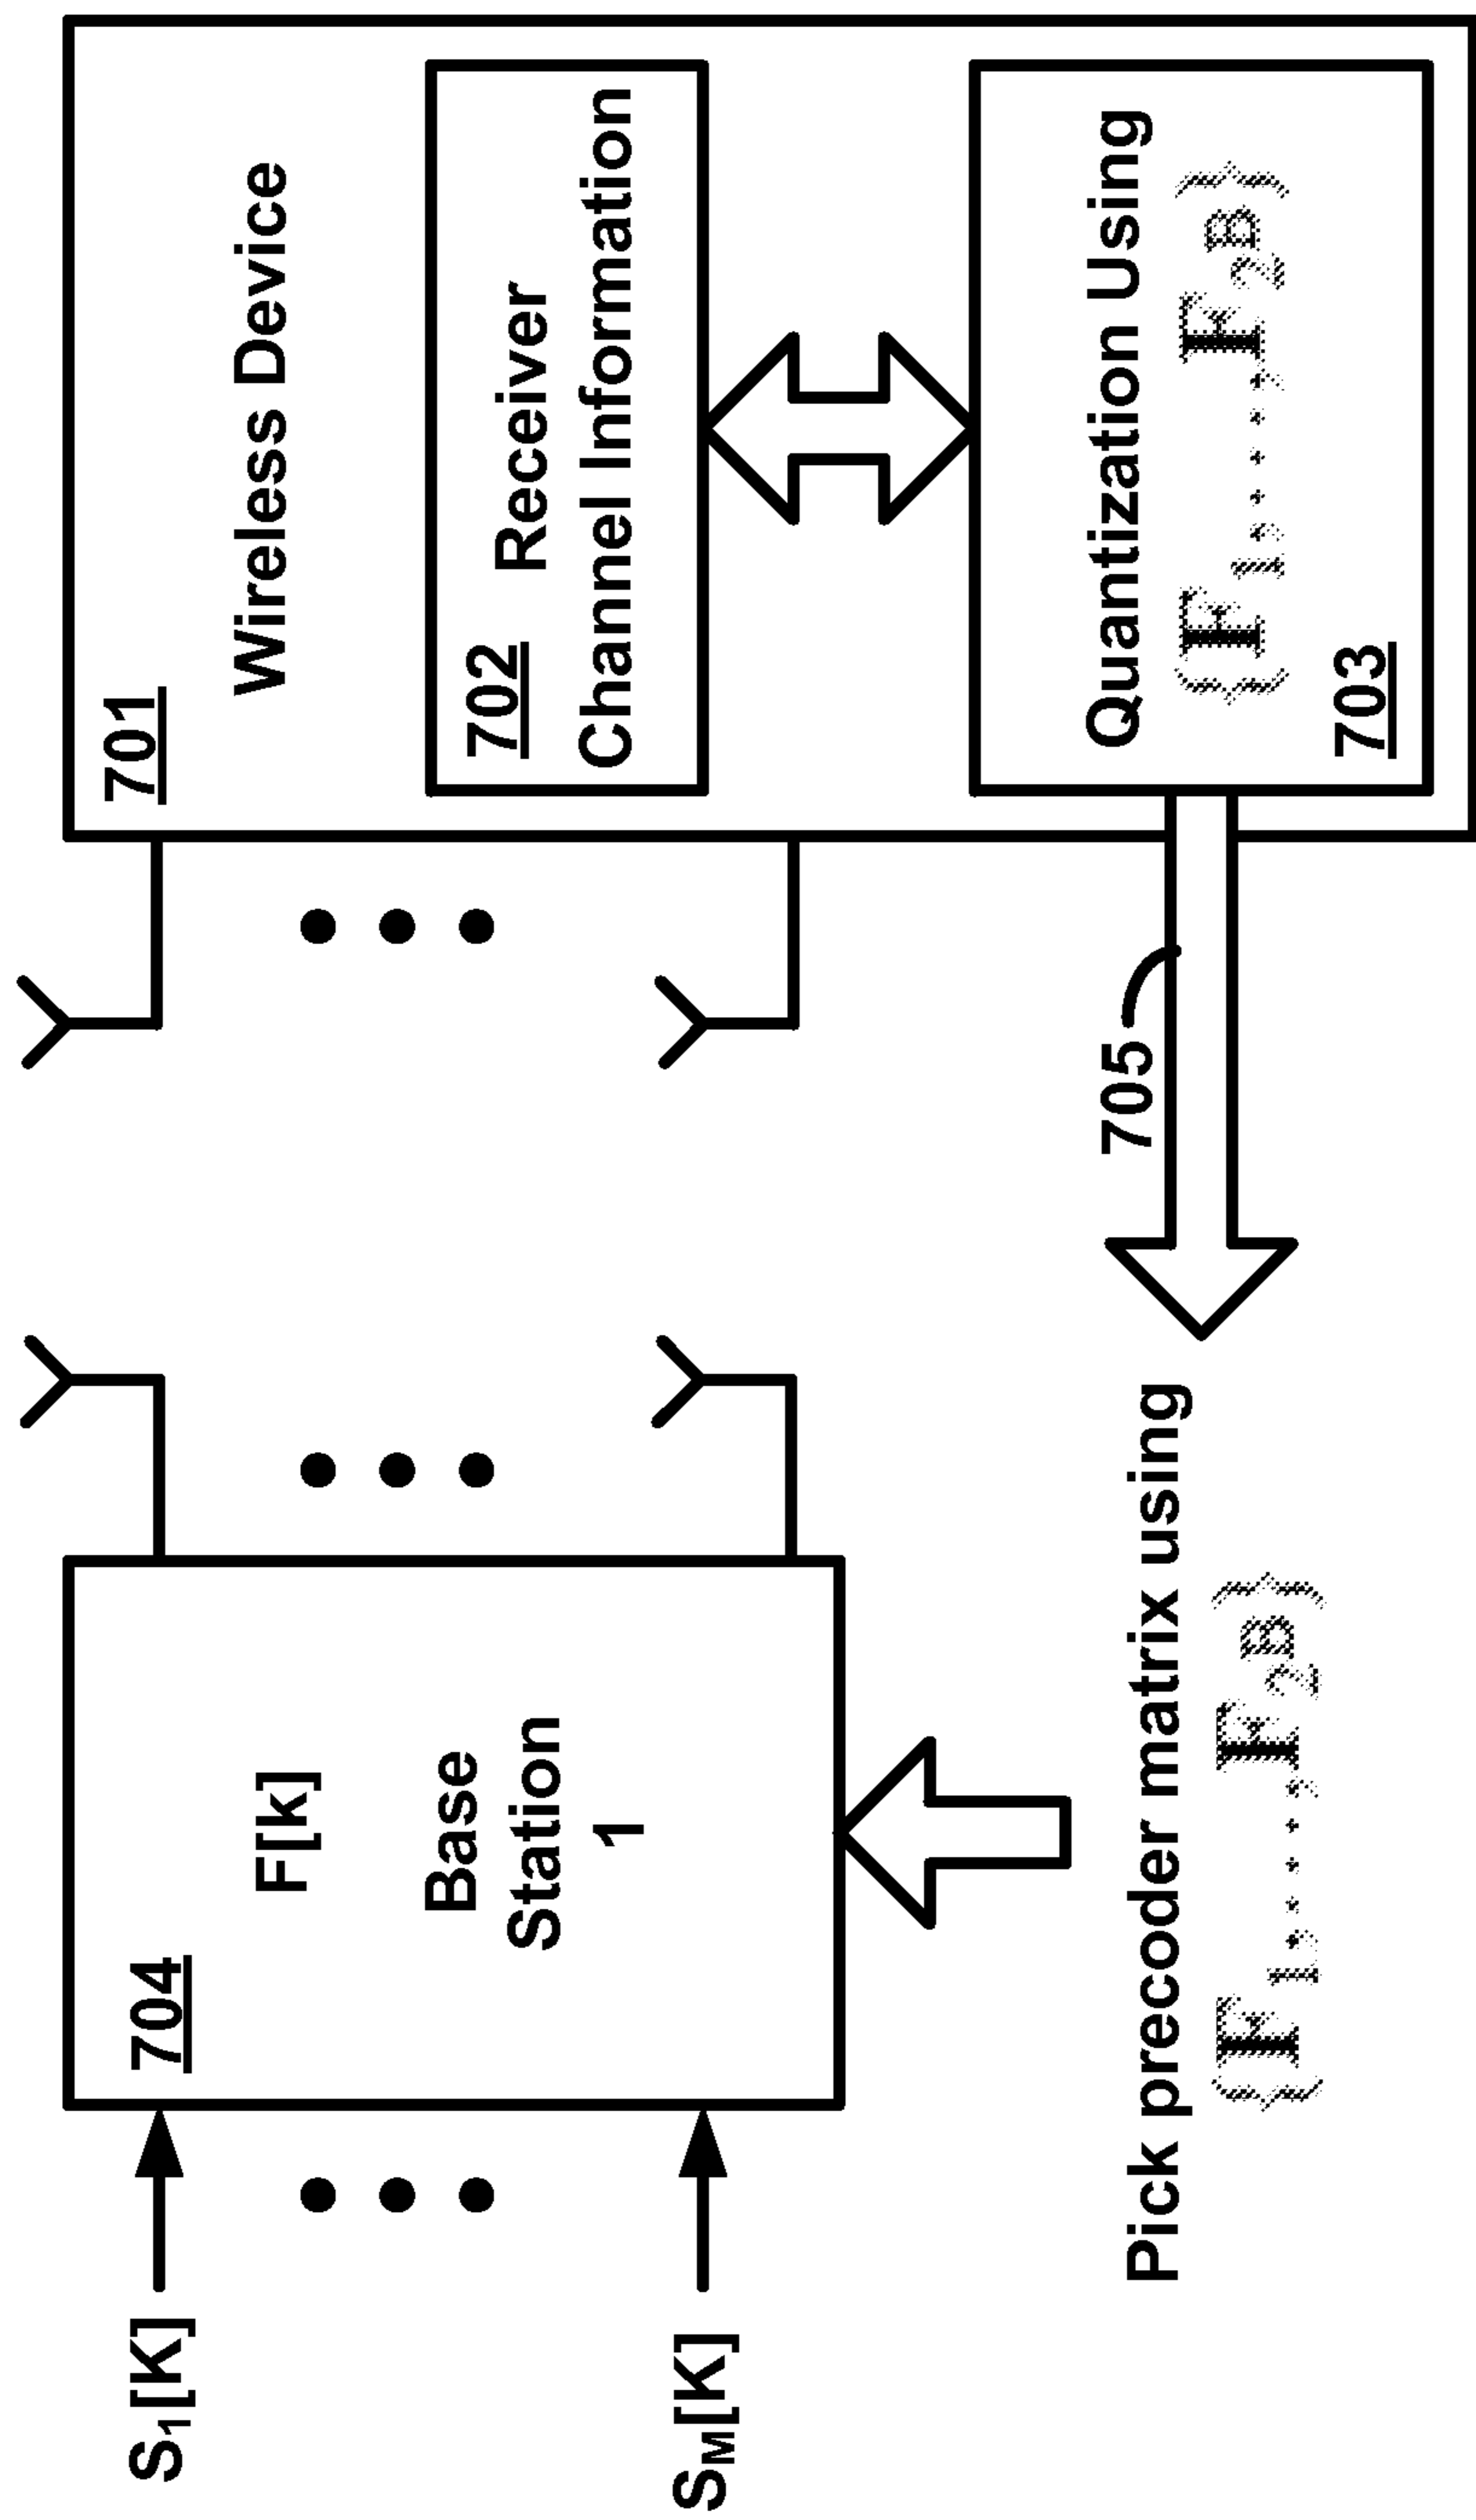 S1[K]
SM[K]
704
F[k]
Base
Station
1
701
Wireless Device
702
Receiver
Channel Information
705
Quantization Using
(F1,...,F2B)
703
Pick precoder matrix using
(F1,...,F2B)